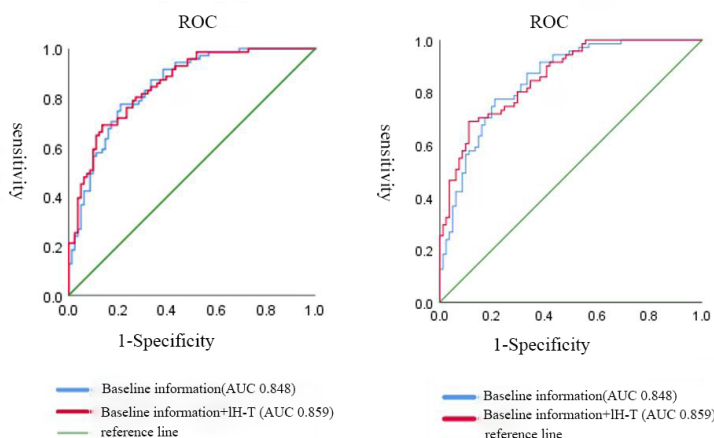 ROC
1.0
0.8
0.6
0.4
0.2
0.0
sensitivity
0.0 0.2 0.4 0.6 0.8 1.0
1-Specificity
Baseline information(AUC 0.848)
Baseline information+IH-T (AUC 0.859)
reference line
ROC
1.0
0.8
0.6
0.4
0.2
0.0
sensitivity
0.0 0.2 0.4 0.6 0.8 1.0
1-Specificity
Baseline information(AUC 0.848)
Baseline information+IH-T (AUC 0.859)
reference line